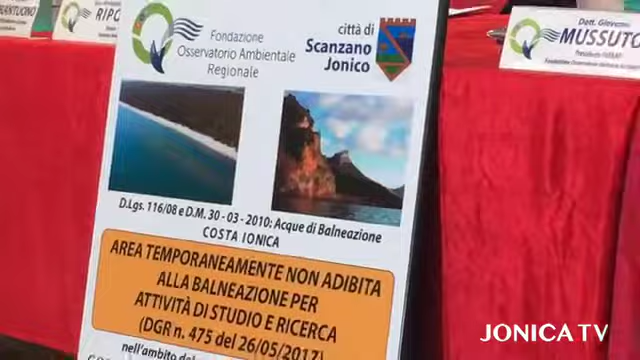 RIPO
Fondazione
Osservatorio Ambientale
Regionale
città di
Scanzano
Jonico
Dott. Giovanni
MUSSUTO
D.Lgs. 116/08 e D.M. 30 - 03 - 2010; Acque di Balneazione
COSTA IONICA
AREA TEMPORANEAMENTE NON ADIBITA
ALLA BALNEAZIONE PER
ATTIVITÀ DI STUDIO E RICERCA
(DGR n. 475 del 26/05/2017)
nell'ambito del
JONICA TV